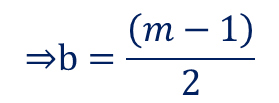 ⇒b = (m − 1) / 2